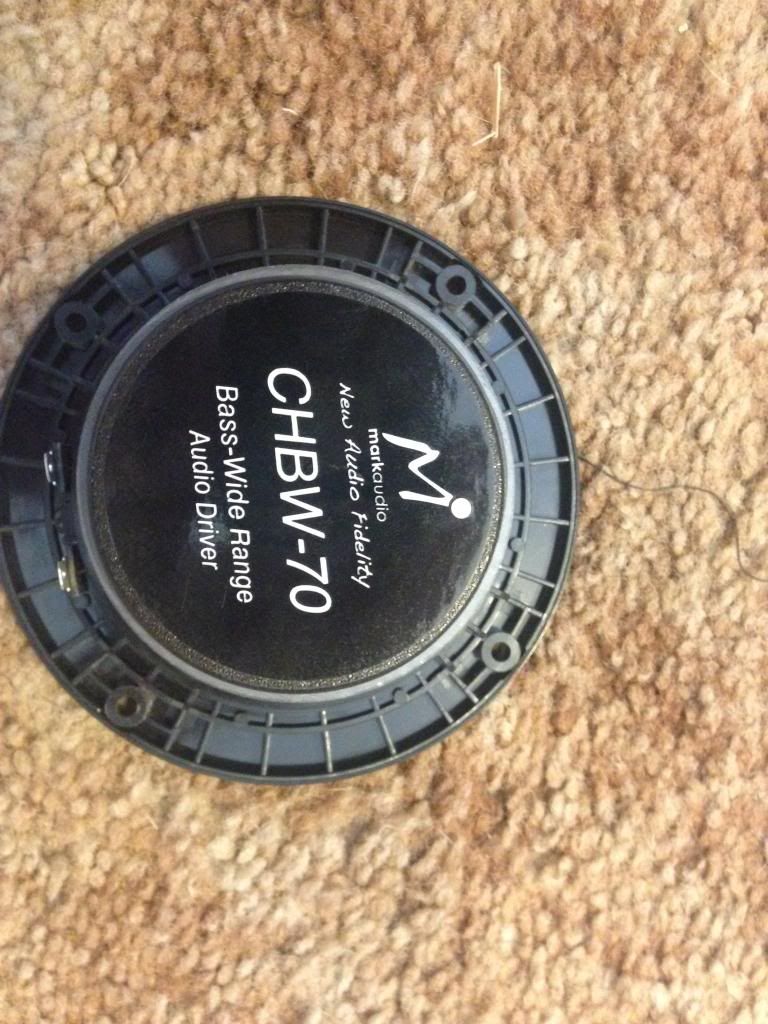 markaudio
New Audio Fidelity
CHBW-70
Bass-Wide Range
Audio Driver